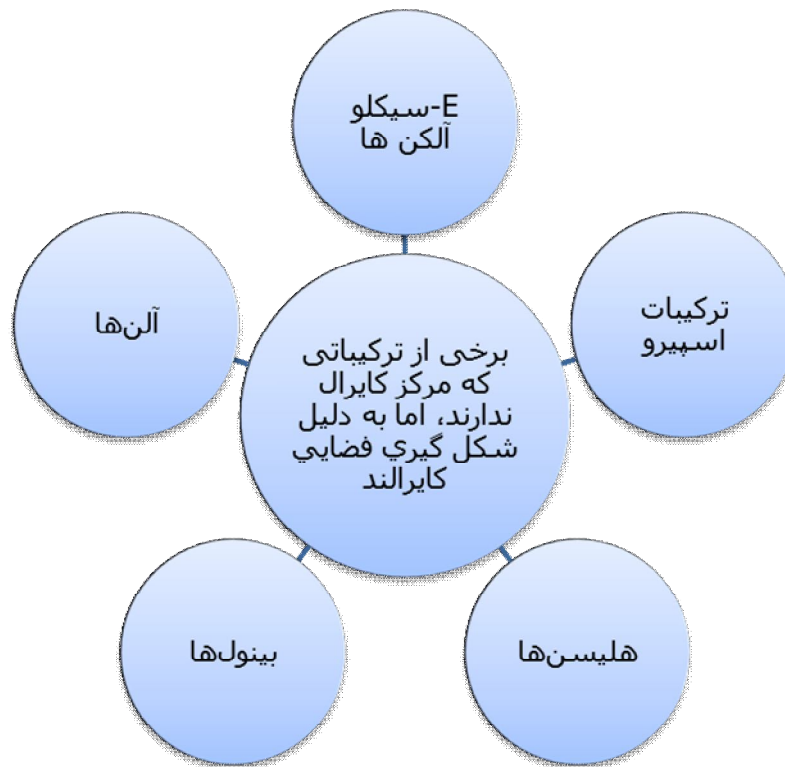 E-سیکلو
آلکن ها
ترکیبات
اسپیرو
آلن‌ها
برخی از ترکیباتی
که مرکز کایرال
ندارند، اما به دلیل
شکل گيري فضايي
کایرالند
بینول‌ها
هلیسن‌ها